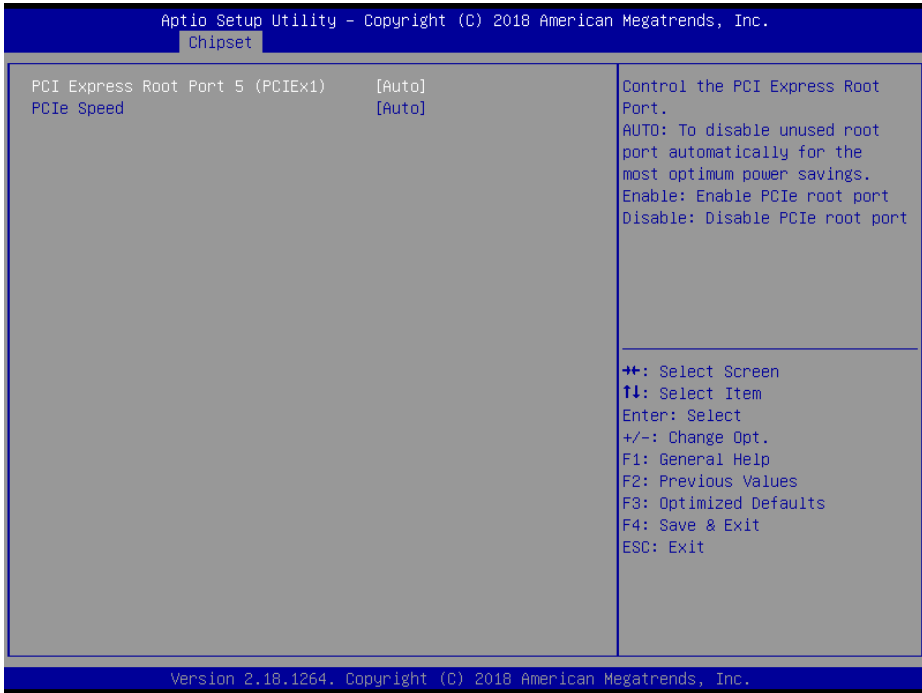 Aptio Setup Utility – Copyright (C) 2018 American Megatrends, Inc.
Chipset
PCI Express Root Port 5 (PCIEx1) [Auto]
PCIe Speed [Auto]
Control the PCI Express Root
Port.
AUTO: To disable unused root
port automatically for the
most optimum power savings.
Enable: Enable PCIe root port
Disable: Disable PCIe root port
→←: Select Screen
↑↓: Select Item
Enter: Select
+/-: Change Opt.
F1: General Help
F2: Previous Values
F3: Optimized Defaults
F4: Save & Exit
ESC: Exit
Version 2.18.1264. Copyright (C) 2018 American Megatrends, Inc.